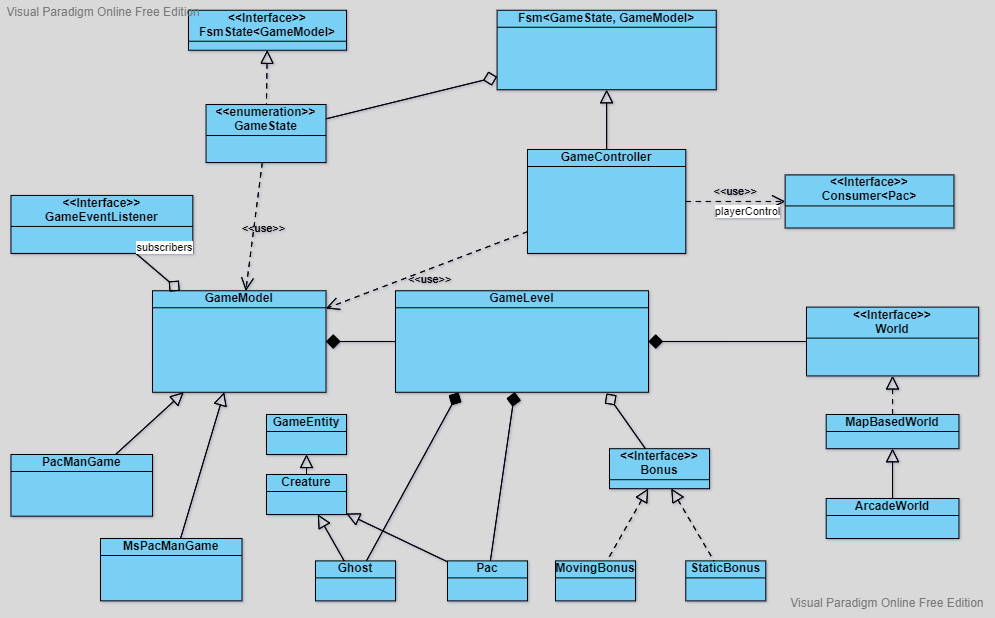 Visual Paradigm Online Free Edition
<<Interface>>
FsmState<GameModel>
Fsm<GameState, GameModel>
<<enumeration>>
GameState
GameController
<<Interface>>
Consumer<Pac>
<<use>>
playerControl
<<Interface>>
GameEventListener
subscribers
<<use>>
<<use>>
GameModel
GameLevel
<<Interface>>
World
GameEntity
MapBasedWorld
PacManGame
Creature
<<Interface>>
Bonus
ArcadeWorld
MsPacManGame
Ghost
Pac
MovingBonus
StaticBonus
Visual Paradigm Online Free Edition